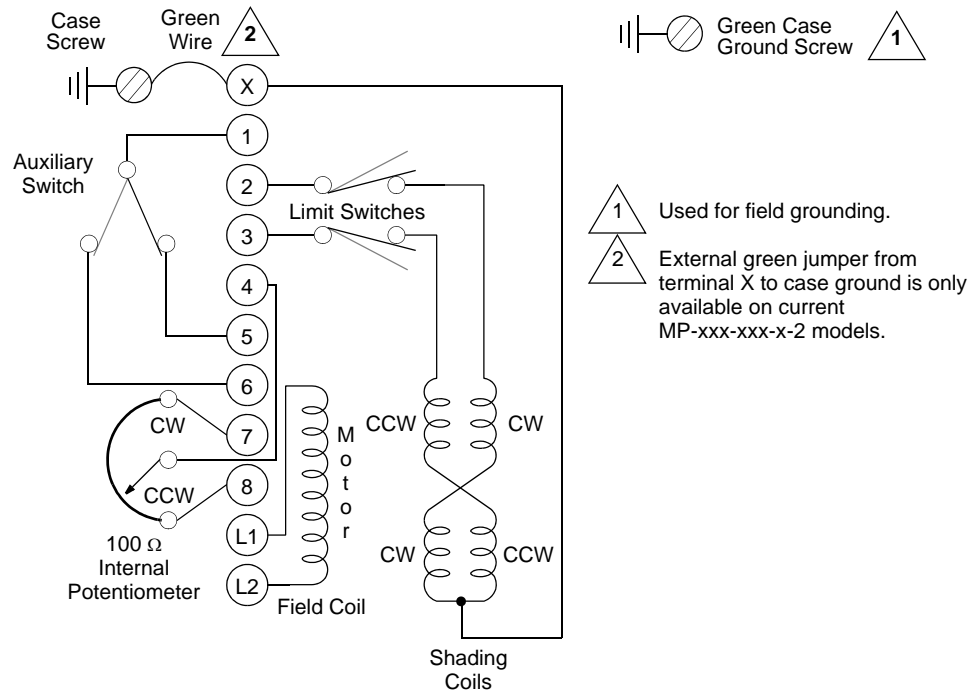 Case
Screw
Green
Wire
2
Green Case
Ground Screw
1
X
1
Auxiliary
Switch
2
Limit Switches
3
4
5
6
CW
7
CCW
8
100 Ω
Internal
Potentiometer
L1
L2
M
o
t
o
r
Field Coil
CCW
CW
CW
CCW
Shading
Coils
1
Used for field grounding.
2
External green jumper from
terminal X to case ground is only
available on current
MP-xxx-xxx-x-2 models.